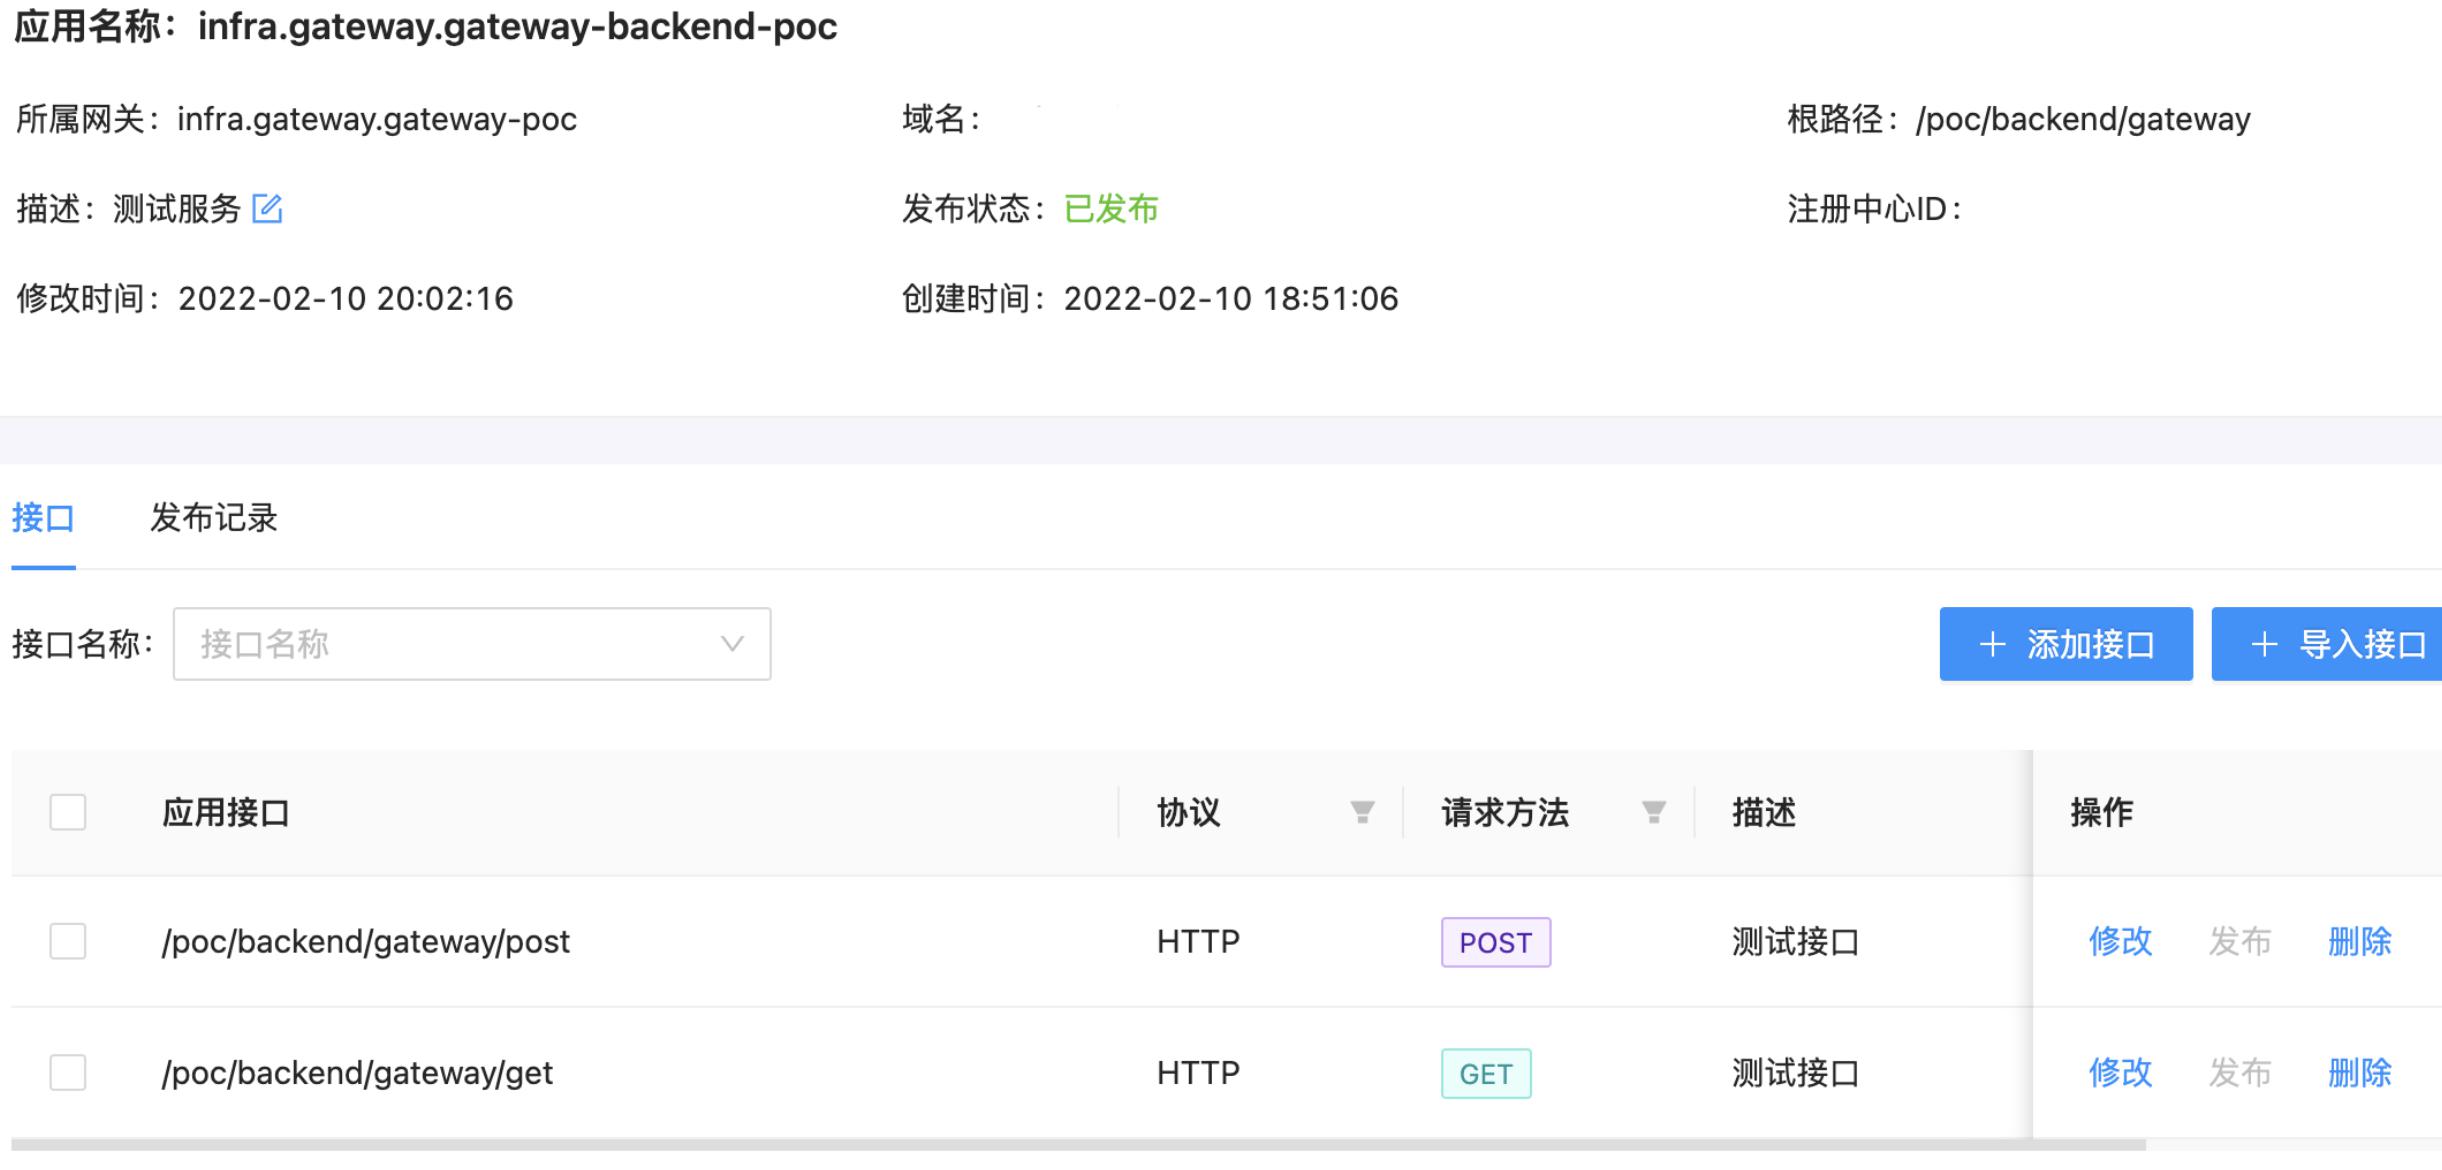 应用名称：infra.gateway.gateway-backend-poc
所属网关：infra.gateway.gateway-poc 域名： 根路径：/poc/backend/gateway
描述：测试服务 发布状态：已发布 注册中心ID：
修改时间：2022-02-10 20:02:16 创建时间：2022-02-10 18:51:06
接口 发布记录
接口名称： 接口名称 + 添加接口 + 导入接口
应用接口 协议 请求方法 描述 操作
/poc/backend/gateway/post HTTP POST 测试接口 修改 发布 删除
/poc/backend/gateway/get HTTP GET 测试接口 修改 发布 删除